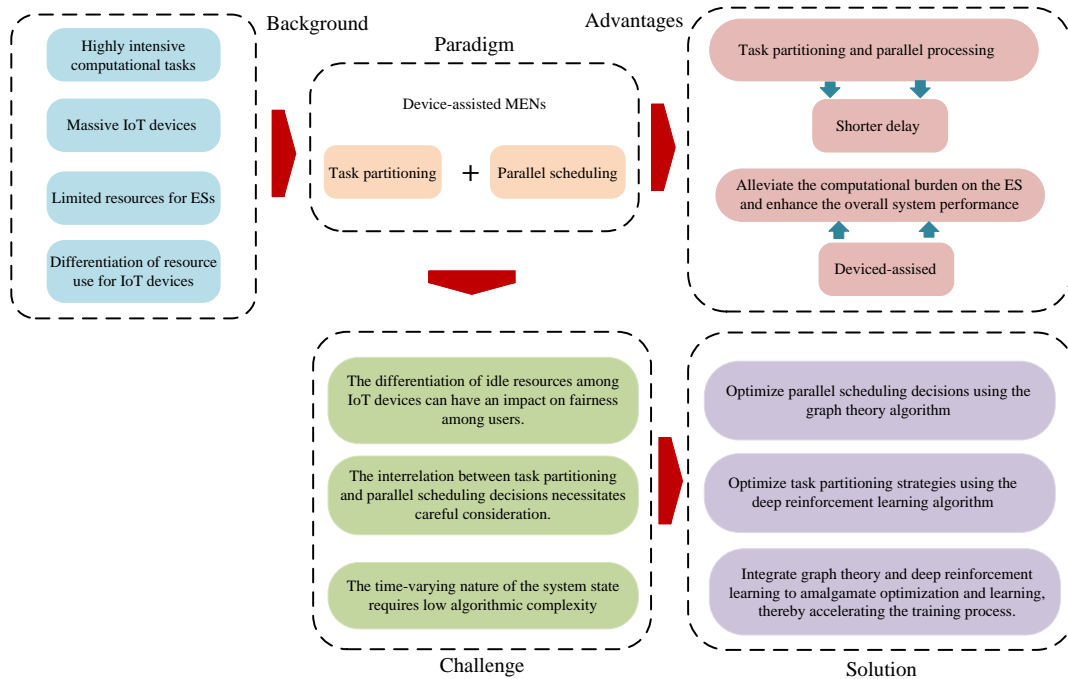 Background
Highly intensive
computational tasks
Massive IoT devices
Limited resources for ESs
Differentiation of resource
use for IoT devices
Paradigm
Device-assisted MENs
Task partitioning
+
Parallel scheduling
Advantages
Task partitioning and parallel processing
Shorter delay
Alleviate the computational burden on the ES
and enhance the overall system performance
Deviced-assised
The differentiation of idle resources among
IoT devices can have an impact on fairness
among users.
The interrelation between task partitioning
and parallel scheduling decisions necessitates
careful consideration.
The time-varying nature of the system state
requires low algorithmic complexity
Challenge
Optimize parallel scheduling decisions using the
graph theory algorithm
Optimize task partitioning strategies using the
deep reinforcement learning algorithm
Integrate graph theory and deep reinforcement
learning to amalgamate optimization and learning,
thereby accelerating the training process.
Solution